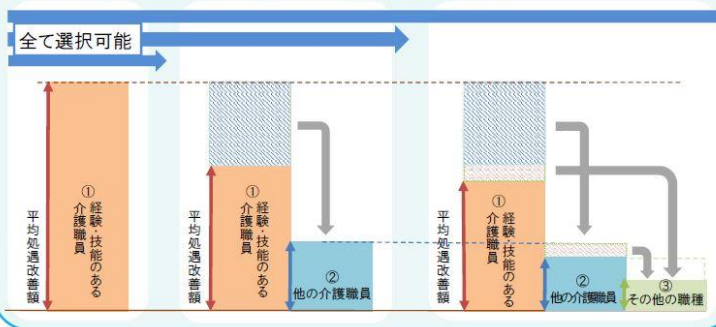 全て選択可能
平均処遇改善額
①
経験・技能のある
介護職員
平均処遇改善額
①
経験・技能のある
介護職員
②
他の介護職員
平均処遇改善額
①
経験・技能のある
介護職員
②
他の介護職員
③
その他の職種